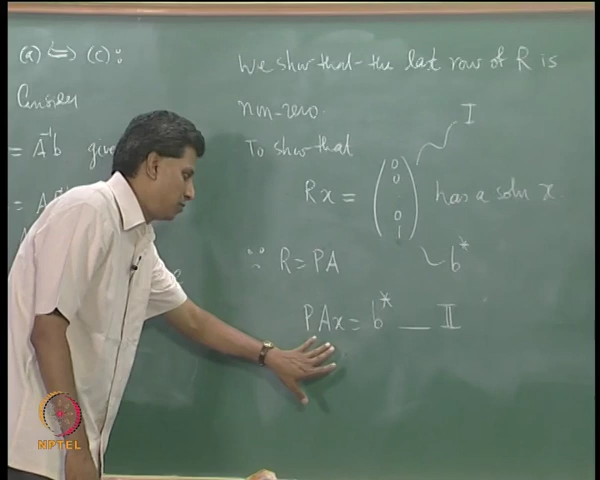 (a) ⟺ (c):
Consider
= A⁻¹b give
= A
We show that the last row of R is
non-zero.
To show that
I
Rx = (0 0 0 1) has a soln x.
∵ R = PA
b*
PAx = b* — II
NPTEL